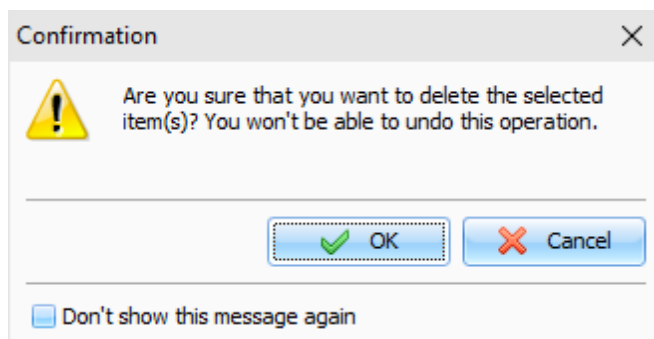 Confirmation
Are you sure that you want to delete the selected
item(s)? You won't be able to undo this operation.
OK
Cancel
Don't show this message again